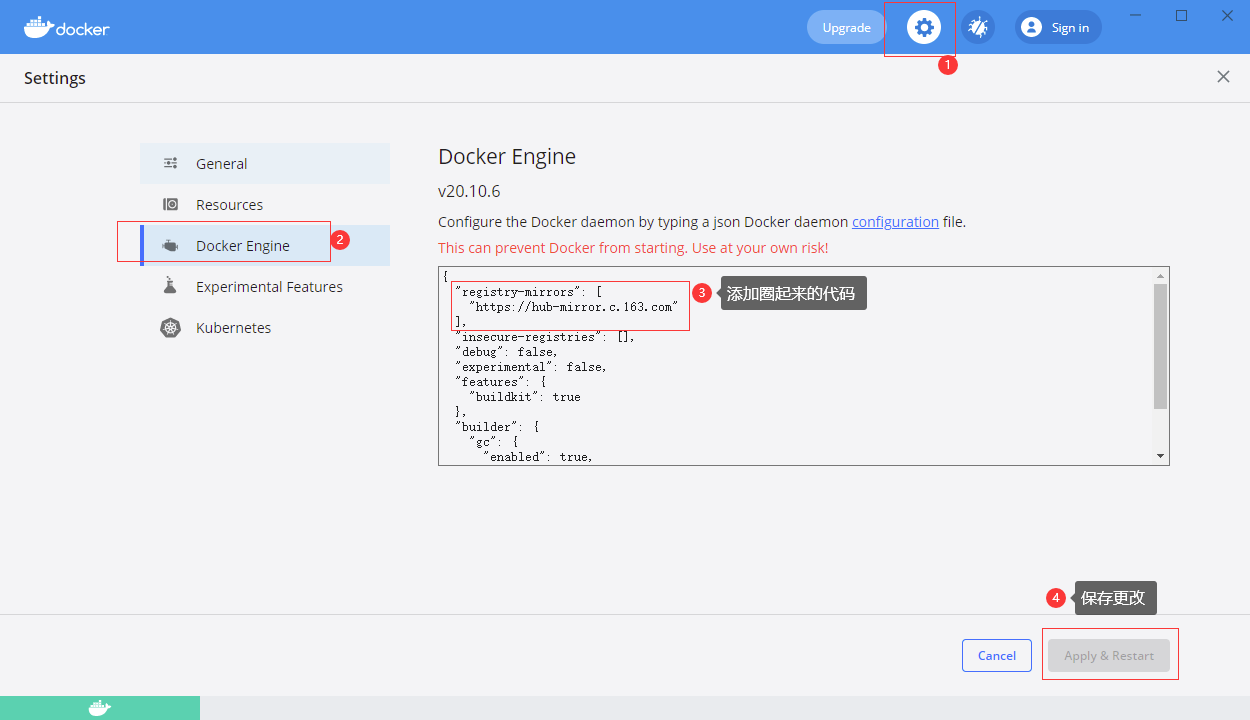 docker
Upgrade
Sign in
1
Settings
General
Resources
Docker Engine
2
Experimental Features
Kubernetes
Docker Engine
v20.10.6
Configure the Docker daemon by typing a json Docker daemon configuration file.
This can prevent Docker from starting. Use at your own risk!
{
"registry-mirrors": [
"https://hub-mirror.c.163.com"
],
3 添加圈起来的代码
"insecure-registries": [],
"debug": false,
"experimental": false,
"features": {
"buildkit": true
},
"builder": {
"gc": {
"enabled": true,
4 保存更改
Cancel
Apply & Restart